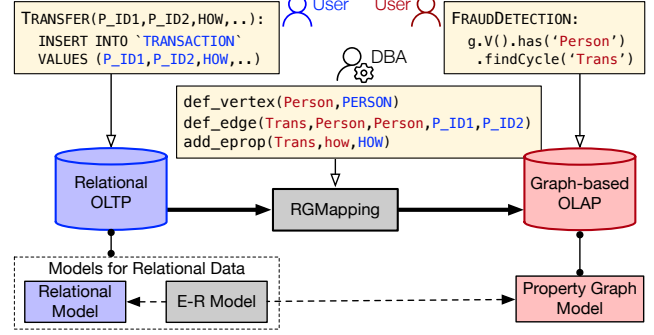 TRANSFER(P_ID1,P_ID2,HOW,..):
INSERT INTO `TRANSACTION`
VALUES (P_ID1,P_ID2,HOW,..)
User
User
FRAUDDETECTION:
g.V().has(‘Person’)
.findCycle(‘Trans’)
DBA
def_vertex(Person,PERSON)
def_edge(Trans,Person,Person,P_ID1,P_ID2)
add_eprop(Trans,how,HOW)
Relational
OLTP
RGMapping
Graph-based
OLAP
Models for Relational Data
Relational
Model
E-R Model
Property Graph
Model